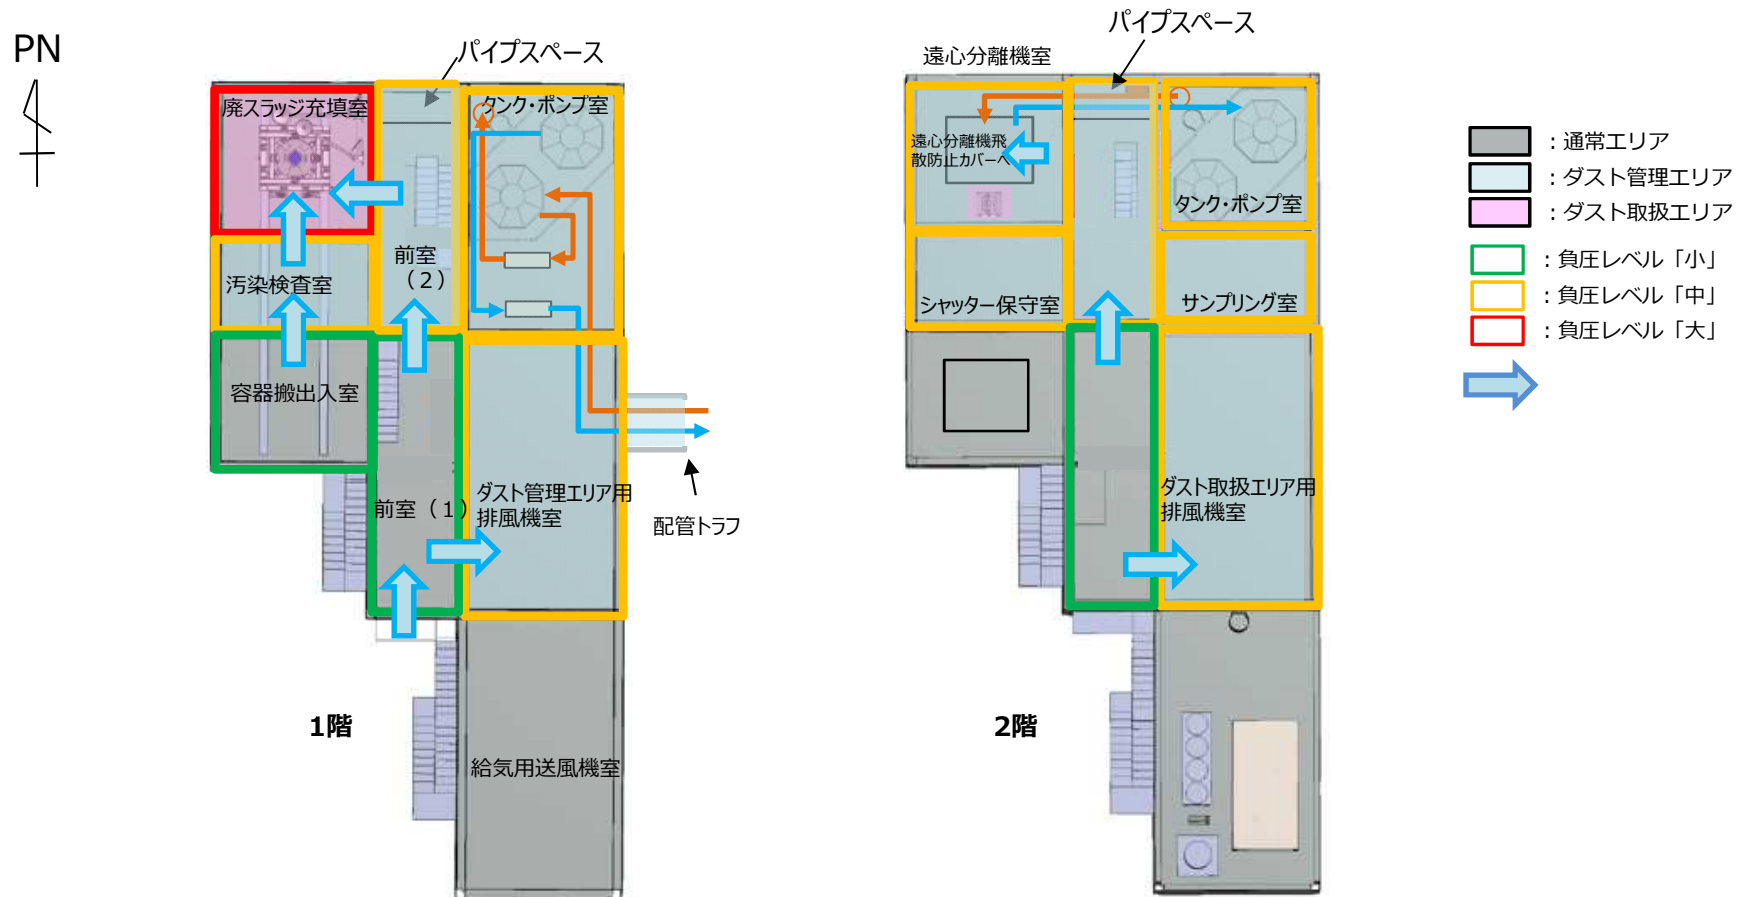 PN
パイプスペース
廃スラッジ充填室
タンク・ポンプ室
前室
（2）
汚染検査室
容器搬出入室
前室（1）
ダスト管理エリア用
排風機室
配管トラフ
1階
給気用送風機室
パイプスペース
遠心分離機室
遠心分離機飛
散防止カバーへ
タンク・ポンプ室
シャッター保守室
サンプリング室
ダスト取扱エリア用
排風機室
2階
：通常エリア
：ダスト管理エリア
：ダスト取扱エリア
：負圧レベル「小」
：負圧レベル「中」
：負圧レベル「大」